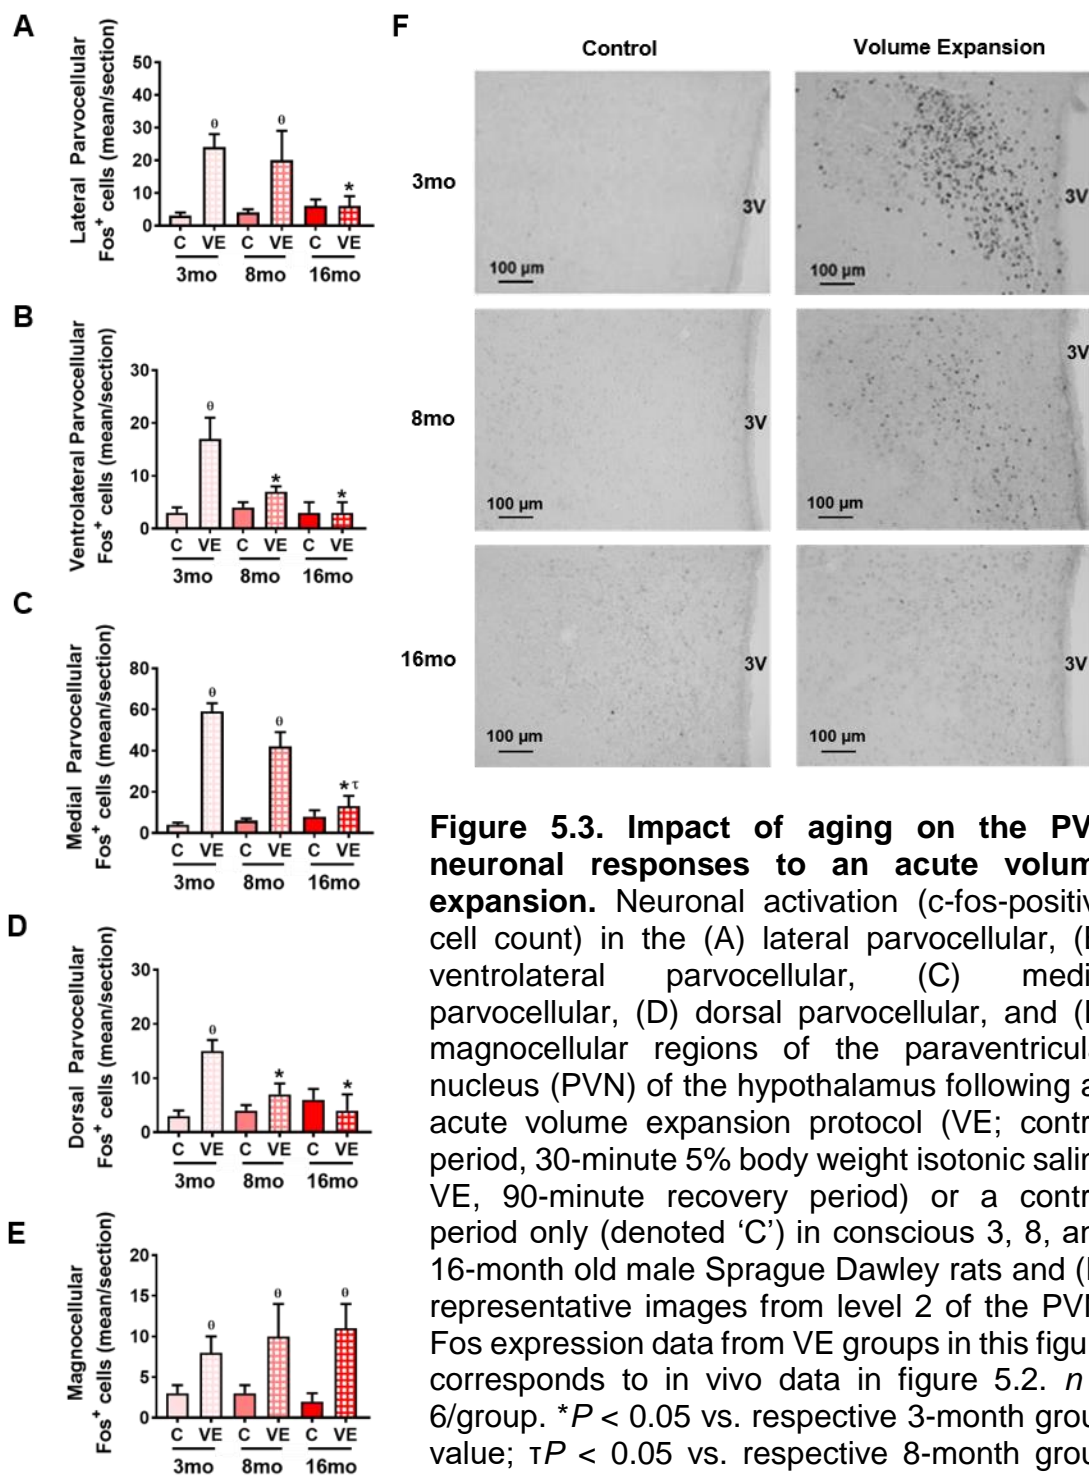 A
Lateral Parvocellular
Fos⁺ cells (mean/section)
50
40
30
20
10
0
θ
θ
*
C VE C VE C VE
3mo 8mo 16mo
B
Ventrolateral Parvocellular
Fos⁺ cells (mean/section)
30
20
10
0
θ
*
*
C VE C VE C VE
3mo 8mo 16mo
C
Medial Parvocellular
Fos⁺ cells (mean/section)
80
60
40
20
0
θ
θ
*τ
C VE C VE C VE
3mo 8mo 16mo
D
Dorsal Parvocellular
Fos⁺ cells (mean/section)
30
20
10
0
θ
*
*
C VE C VE C VE
3mo 8mo 16mo
E
Magnocellular
Fos⁺ cells (mean/section)
20
15
10
5
0
θ
θ
θ
C VE C VE C VE
3mo 8mo 16mo
F
Control Volume Expansion
3mo
3V
100 µm
3V
100 µm
8mo
3V
100 µm
3V
100 µm
16mo
3V
100 µm
3V
100 µm
Figure 5.3. Impact of aging on the PV
neuronal responses to an acute volum
expansion. Neuronal activation (c-fos-positiv
cell count) in the (A) lateral parvocellular, (
ventrolateral parvocellular, (C) medi
parvocellular, (D) dorsal parvocellular, and (
magnocellular regions of the paraventricula
nucleus (PVN) of the hypothalamus following a
acute volume expansion protocol (VE; contr
period, 30-minute 5% body weight isotonic salin
VE, 90-minute recovery period) or a contr
period only (denoted ‘C’) in conscious 3, 8, an
16-month old male Sprague Dawley rats and (
representative images from level 2 of the PV
Fos expression data from VE groups in this figu
corresponds to in vivo data in figure 5.2. n
6/group. *P < 0.05 vs. respective 3-month grou
value; τP < 0.05 vs. respective 8-month grou